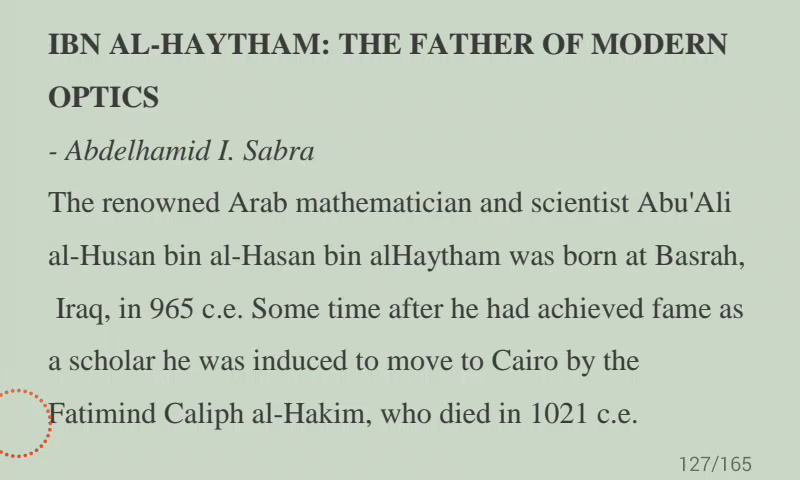 IBN AL-HAYTHAM: THE FATHER OF MODERN
OPTICS
- Abdelhamid I. Sabra
The renowned Arab mathematician and scientist Abu'Ali
al-Husan bin al-Hasan bin alHaytham was born at Basrah,
Iraq, in 965 c.e. Some time after he had achieved fame as
a scholar he was induced to move to Cairo by the
Fatimind Caliph al-Hakim, who died in 1021 c.e.
127/165